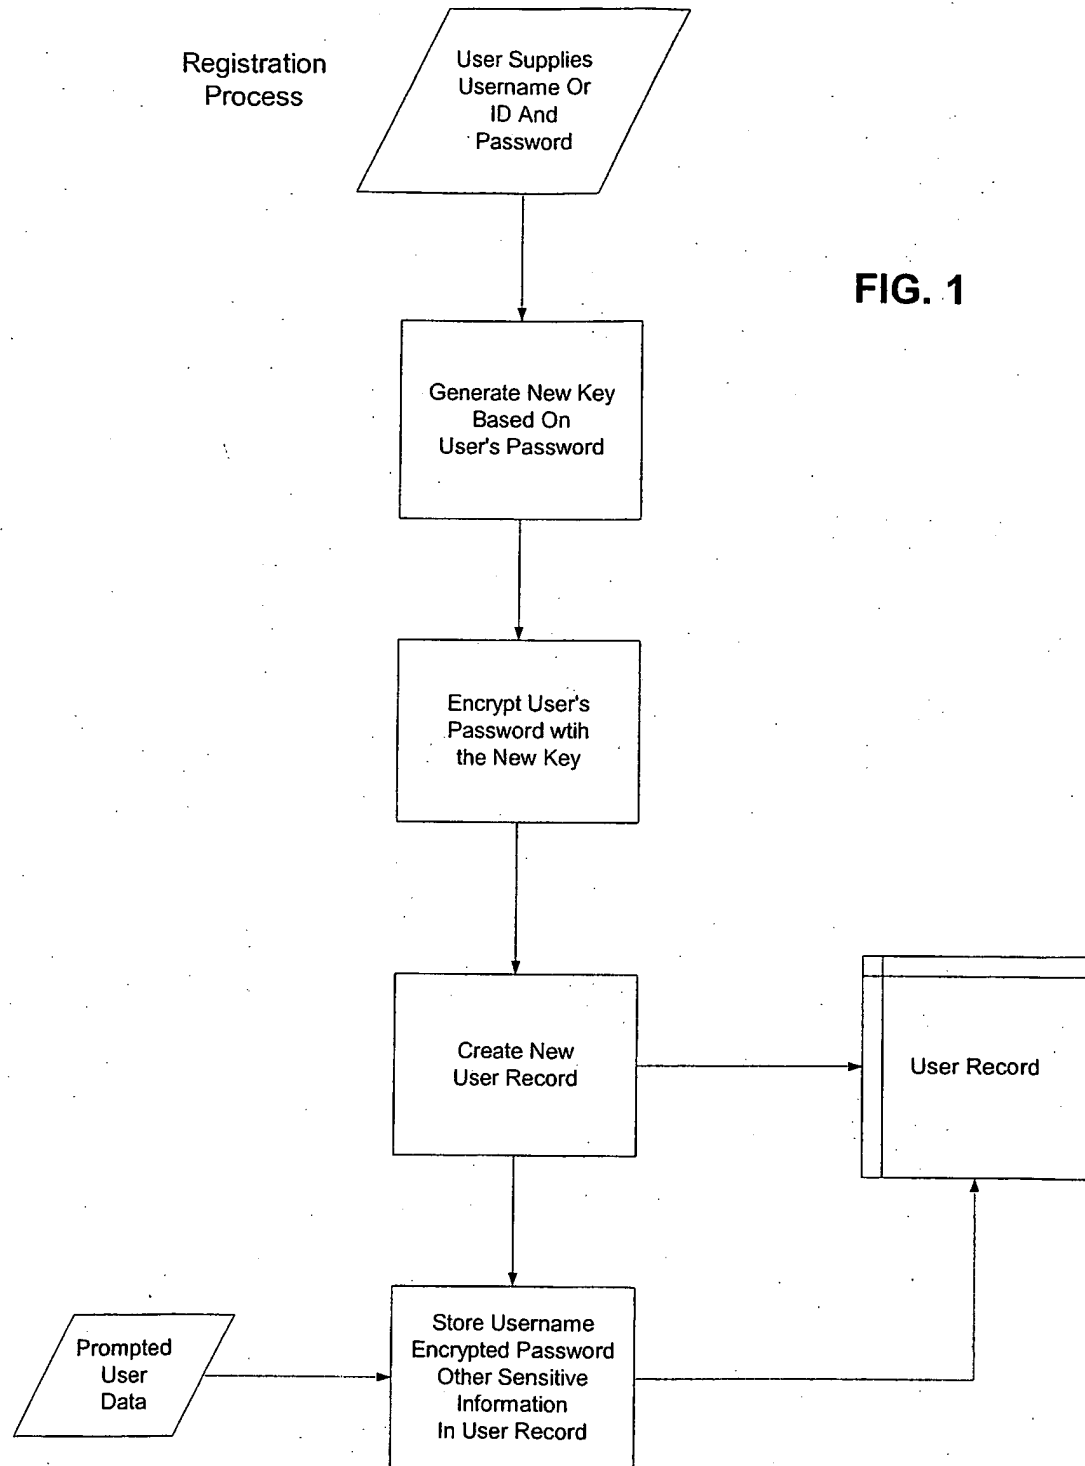 Registration
Process
User Supplies
Username Or
ID And
Password
FIG. 1
Generate New Key
Based On
User's Password
Encrypt User's
Password wtih
the New Key
Create New
User Record
User Record
Prompted
User
Data
Store Username
Encrypted Password
Other Sensitive
Information
In User Record